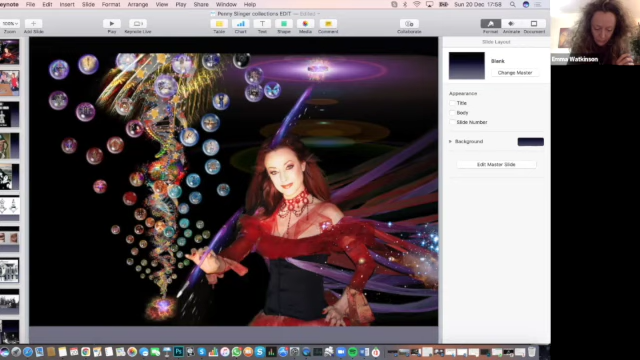 Keynote File Edit Insert Slide Format Arrange View Play Share Window Help
Sun 20 Dec 17:58
Penny Slinger collections EDIT — Edited
100%
Zoom Add Slide Play Keynote Live Table Chart Text Shape Media Comment Collaborate Format Animate Document
Slide Layout
Blank
Change Master
Appearance
Title
Body
Slide Number
Background
Edit Master Slide
Emma Watkinson